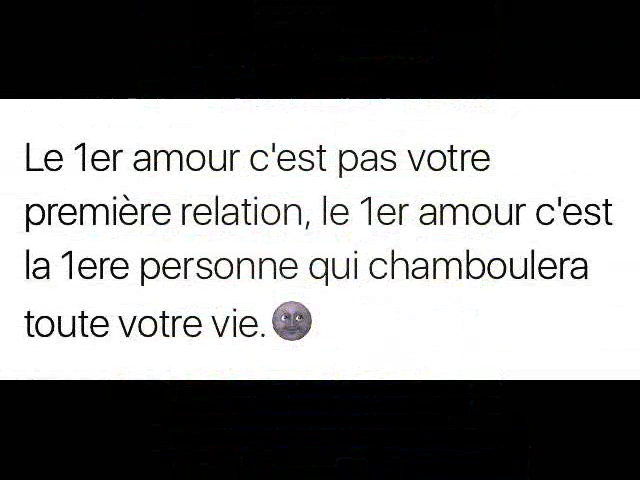 Le 1er amour c'est pas votre
première relation, le 1er amour c'est
la 1ere personne qui chamboulera
toute votre vie.🌚